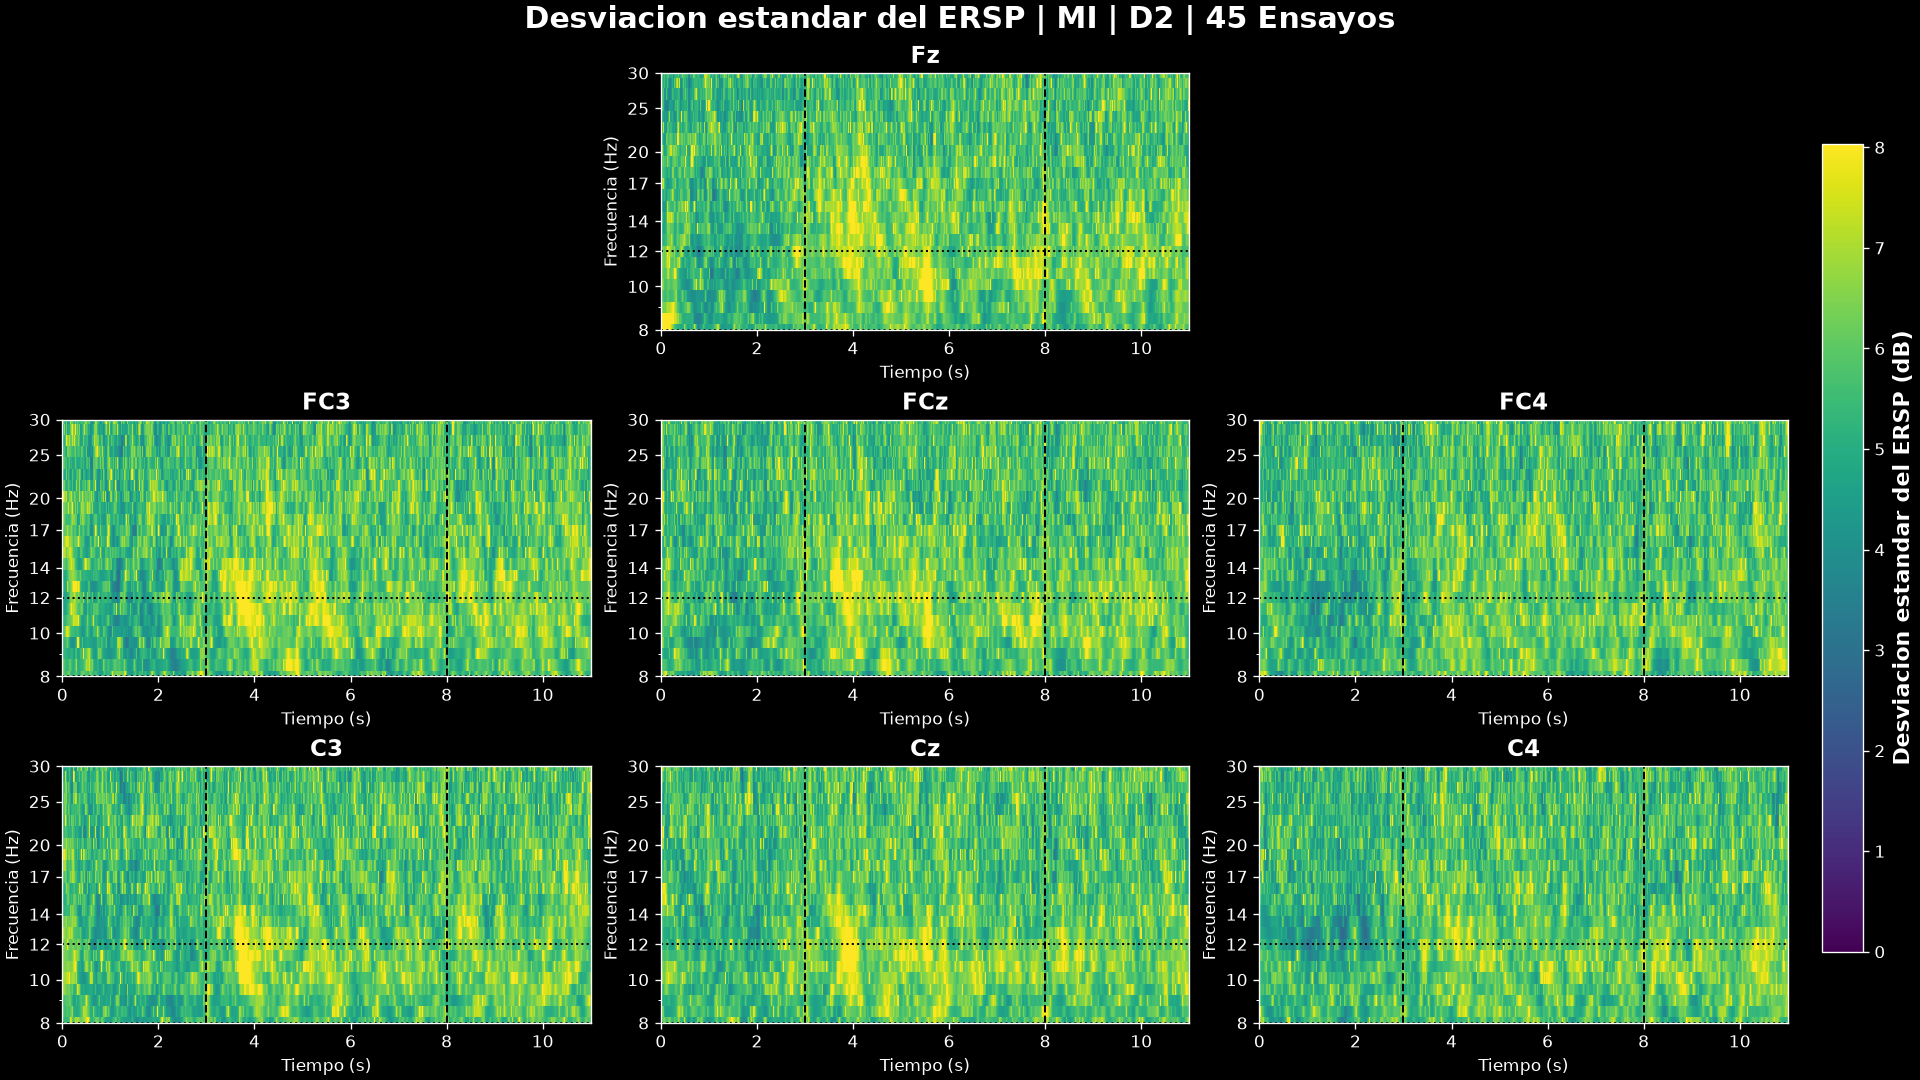 Desviacion estandar del ERSP | MI | D2 | 45 Ensayos
Fz
30
25
20
17
14
12
10
8
Frecuencia (Hz)
0 2 4 6 8 10
Tiempo (s)
FC3
30
25
20
17
14
12
10
8
Frecuencia (Hz)
0 2 4 6 8 10
Tiempo (s)
FCz
30
25
20
17
14
12
10
8
Frecuencia (Hz)
0 2 4 6 8 10
Tiempo (s)
FC4
30
25
20
17
14
12
10
8
Frecuencia (Hz)
0 2 4 6 8 10
Tiempo (s)
C3
30
25
20
17
14
12
10
8
Frecuencia (Hz)
0 2 4 6 8 10
Tiempo (s)
Cz
30
25
20
17
14
12
10
8
Frecuencia (Hz)
0 2 4 6 8 10
Tiempo (s)
C4
30
25
20
17
14
12
10
8
Frecuencia (Hz)
0 2 4 6 8 10
Tiempo (s)
8
7
6
5
4
3
2
1
0
Desviacion estandar del ERSP (dB)